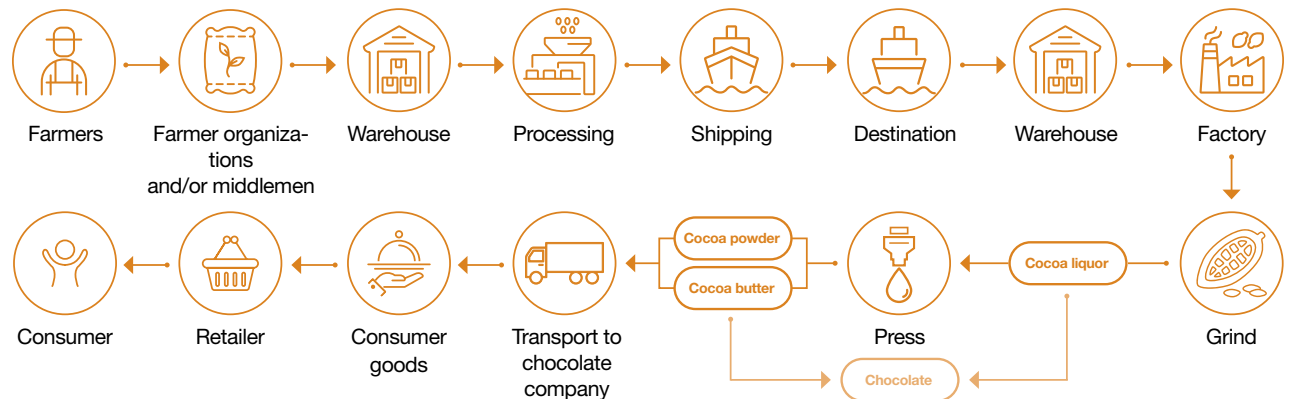 Farmers
Farmer organiza-
tions
and/or middlemen
Warehouse
Processing
Shipping
Destination
Warehouse
Factory
Cocoa powder
Cocoa butter
Cocoa liquor
Consumer
Retailer
Consumer
goods
Transport to
chocolate
company
Press
Grind
Chocolate